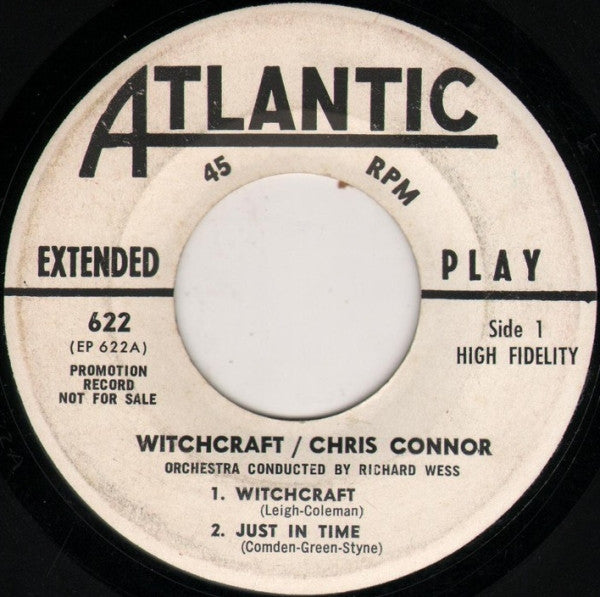 ATLANTIC
45 RPM
EXTENDED PLAY
622
(EP 622A)
PROMOTION
RECORD
NOT FOR SALE
Side 1
HIGH FIDELITY
WITCHCRAFT / CHRIS CONNOR
ORCHESTRA CONDUCTED BY RICHARD WESS
1. WITCHCRAFT
(Leigh-Coleman)
2. JUST IN TIME
(Comden-Green-Styne)